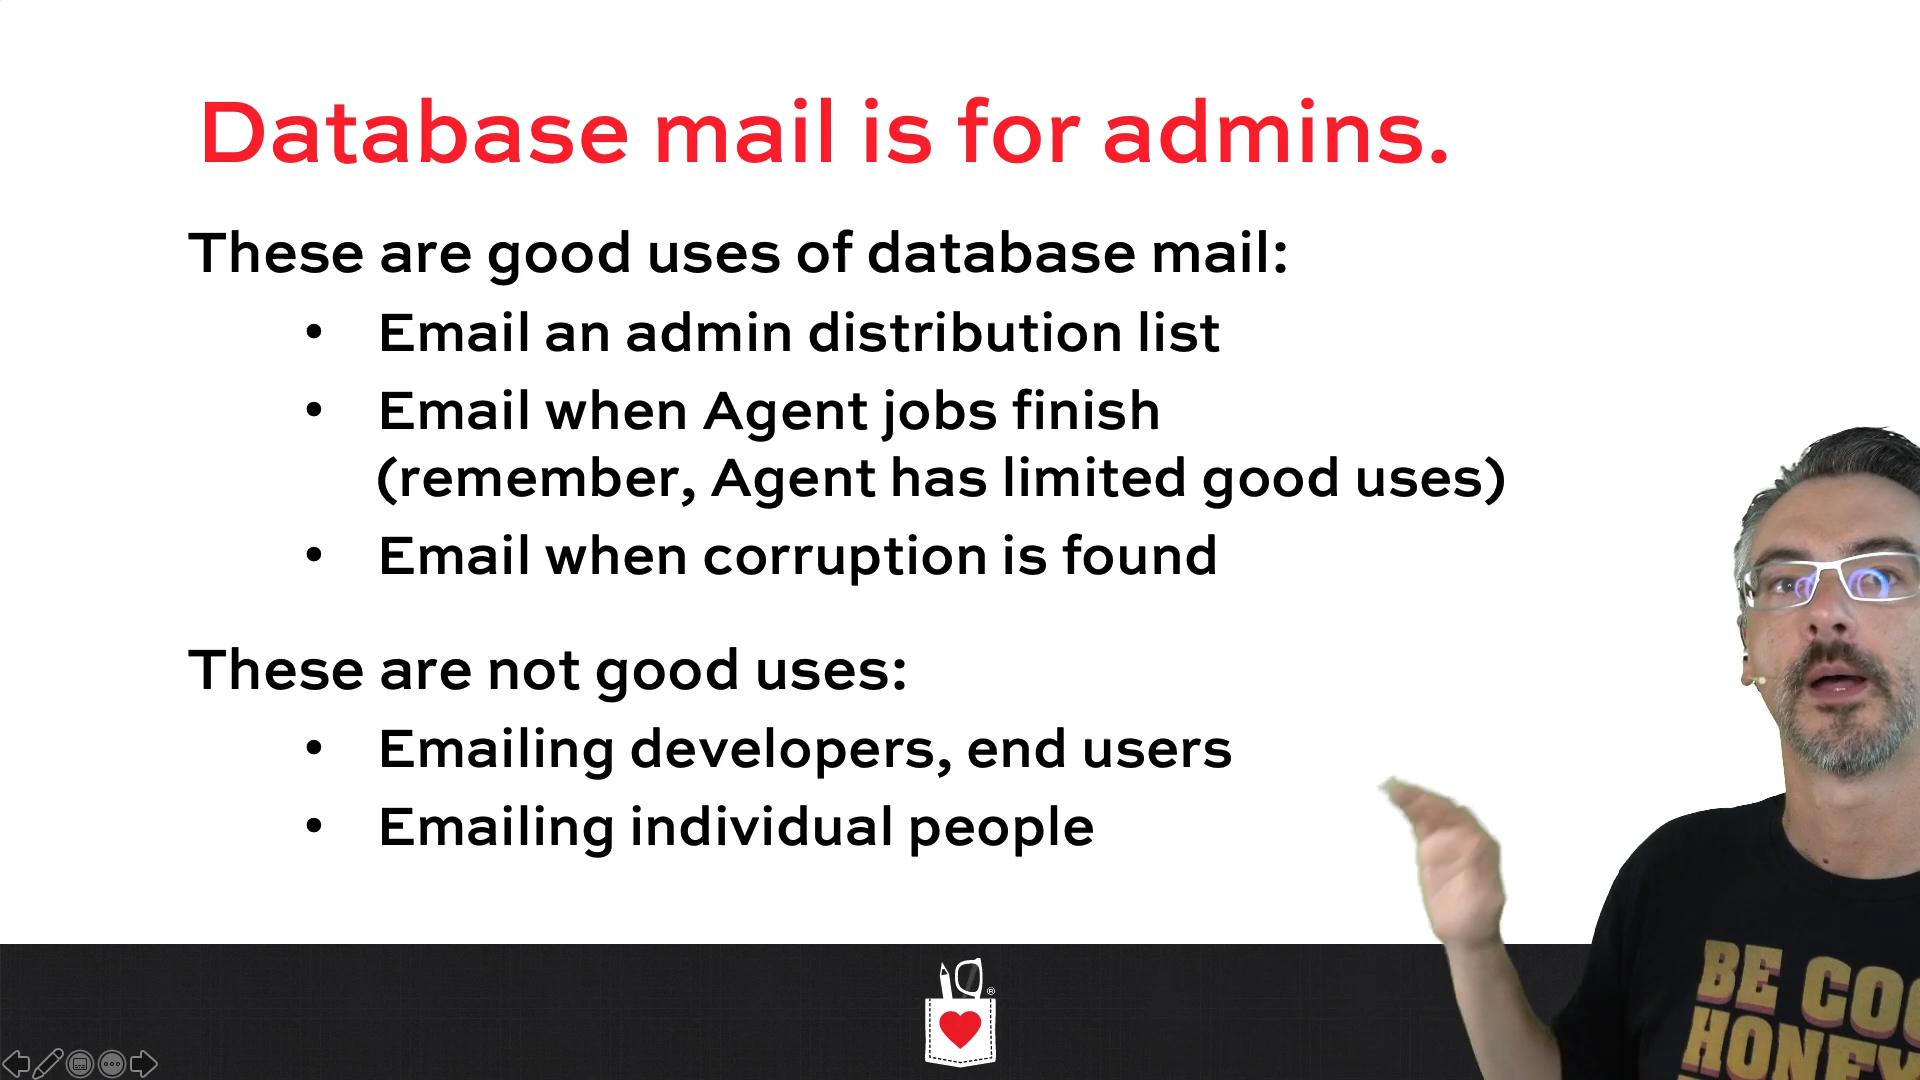 Database mail is for admins.
These are good uses of database mail:
• Email an admin distribution list
• Email when Agent jobs finish
(remember, Agent has limited good uses)
• Email when corruption is found
These are not good uses:
• Emailing developers, end users
• Emailing individual people
®
BE COO
HONEY